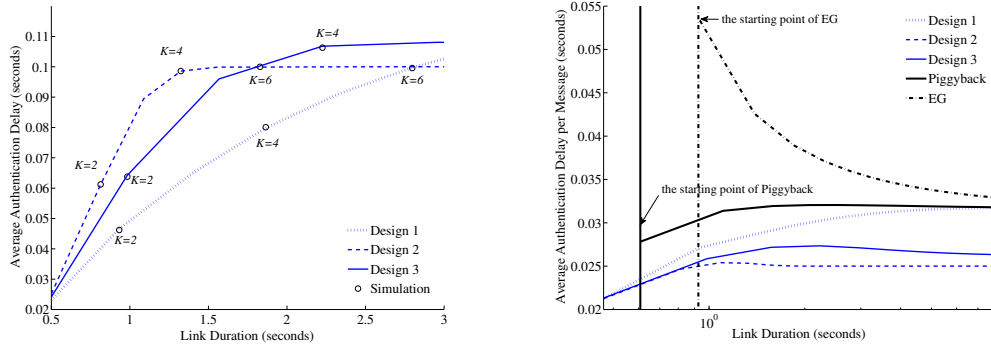 Average Authentication Delay (seconds)
0.11
0.1
0.09
0.08
0.07
0.06
0.05
0.04
0.03
0.02
K=4
K=4
K=6
K=6
K=2
K=2
K=4
K=2
Design 1
Design 2
Design 3
Simulation
0.5
1
1.5
2
2.5
3
Link Duration (seconds)
Average Authentication Delay per Message (seconds)
0.055
0.05
0.045
0.04
0.035
0.03
0.025
0.02
the starting point of EG
the starting point of Piggyback
Design 1
Design 2
Design 3
Piggyback
EG
10^0
Link Duration (seconds)